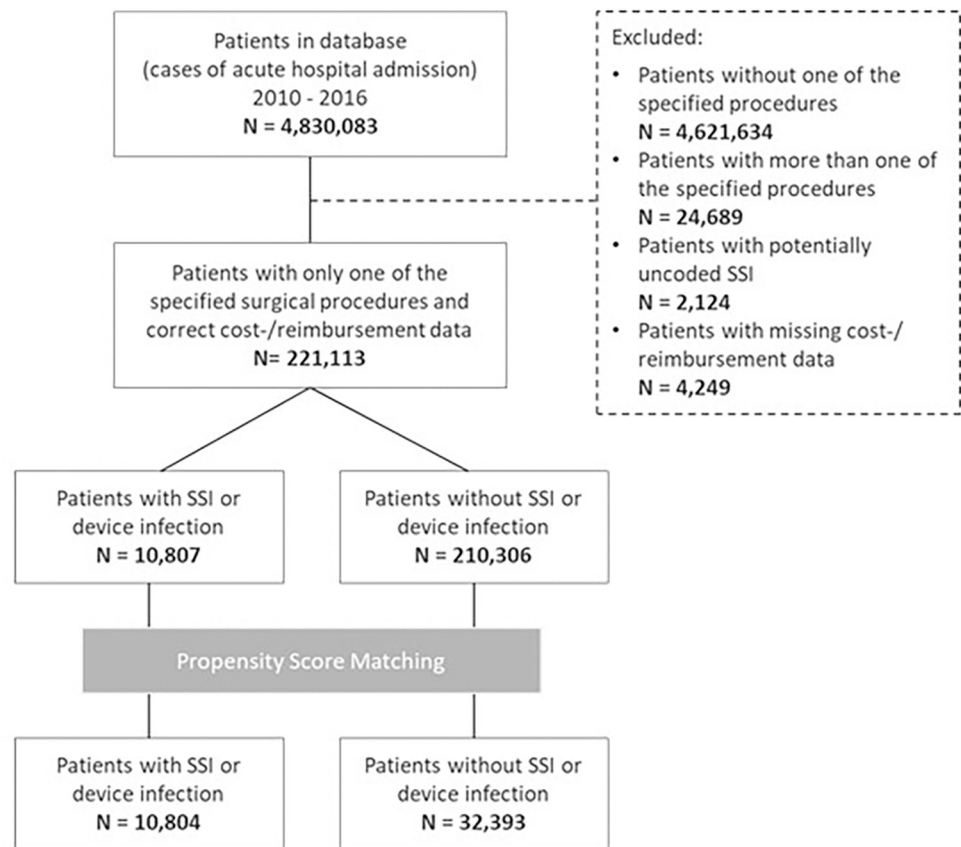 Patients in database
(cases of acute hospital admission)
2010 - 2016
N = 4,830,083
Excluded:
• Patients without one of the
specified procedures
N = 4,621,634
• Patients with more than one of
the specified procedures
N = 24,689
• Patients with potentially
uncoded SSI
N = 2,124
• Patients with missing cost-/
reimbursement data
N = 4,249
Patients with only one of the
specified surgical procedures and
correct cost-/reimbursement data
N= 221,113
Patients with SSI or
device infection
N = 10,807
Patients without SSI or
device infection
N = 210,306
Propensity Score Matching
Patients with SSI or
device infection
N = 10,804
Patients without SSI or
device infection
N = 32,393